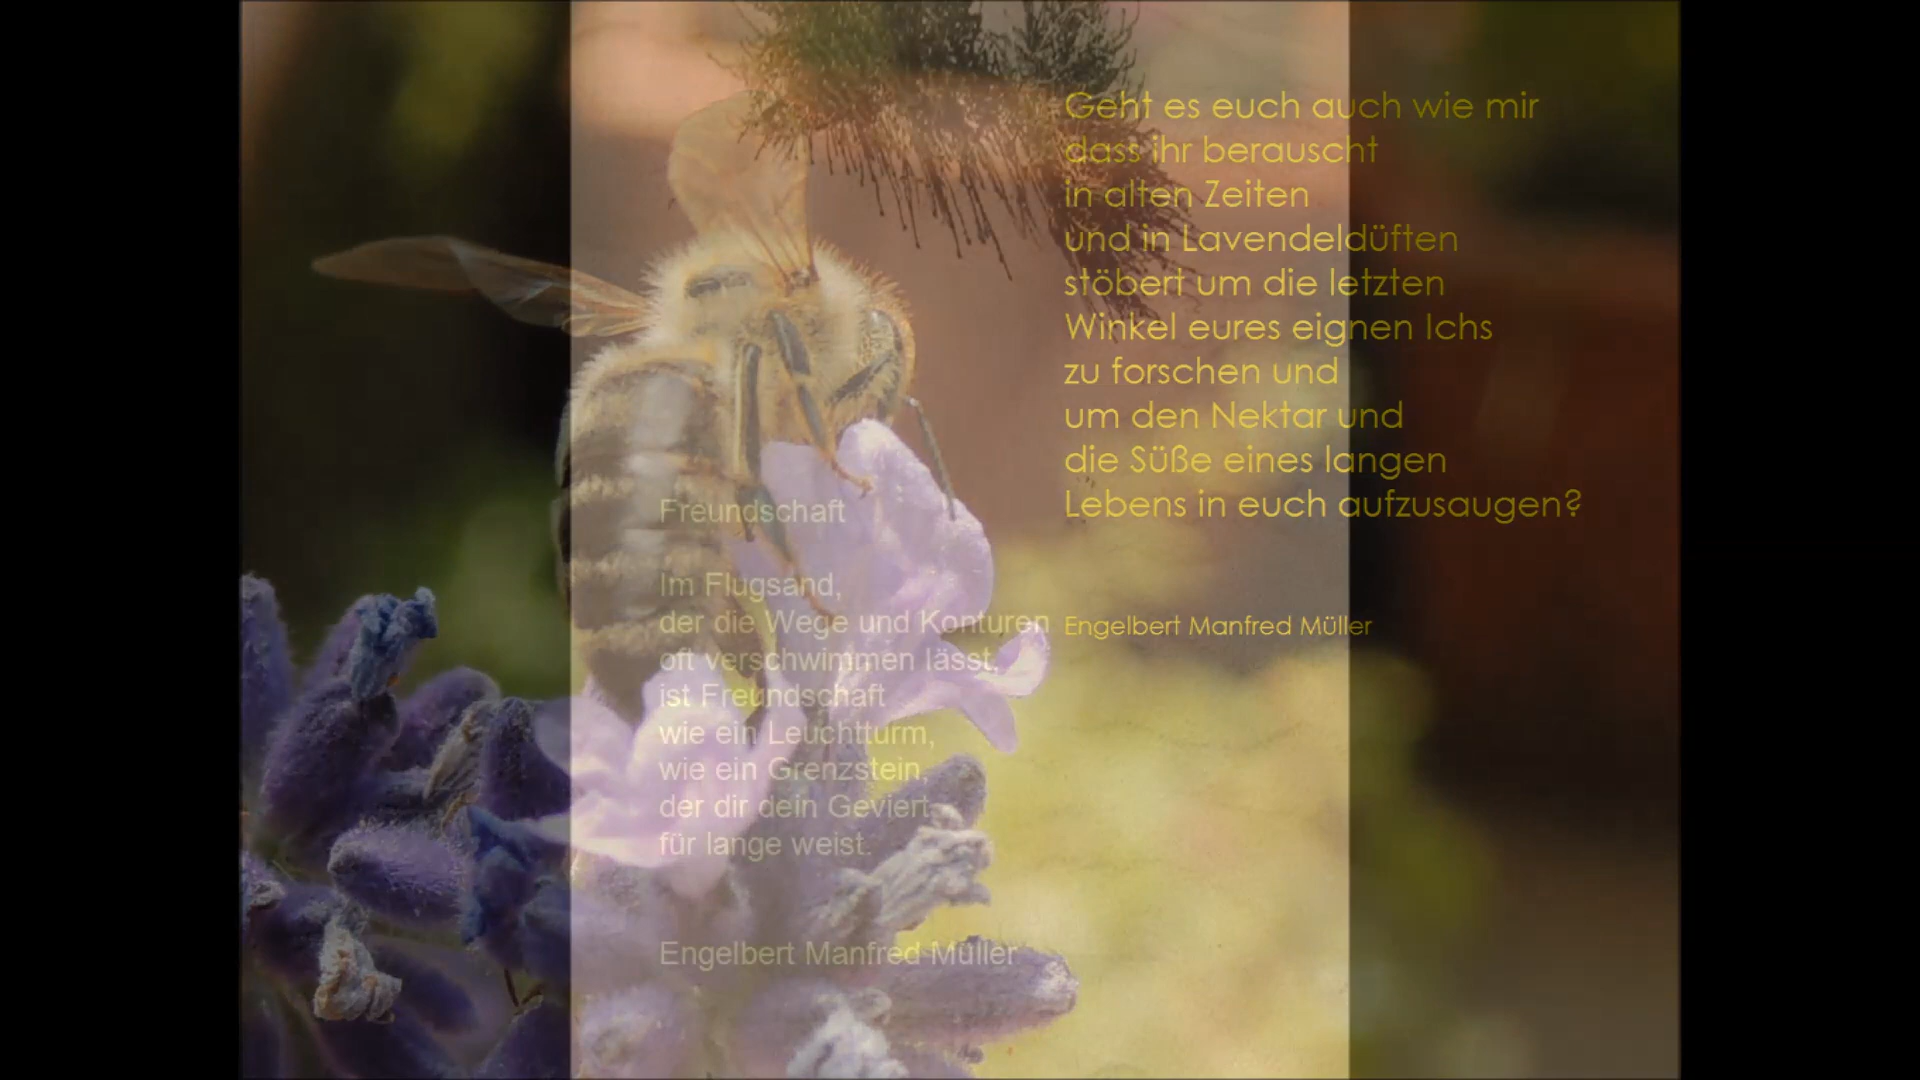 Geht es euch auch wie mir
dass ihr berauscht
in alten Zeiten
und in Lavendeldüften
stöbert um die letzten
Winkel eures eignen Ichs
zu forschen und
um den Nektar und
die Süße eines langen
Lebens in euch aufzusaugen?
Engelbert Manfred Müller
Freundschaft
Im Flugsand,
der die Wege und Konturen
oft verschwimmen lässt,
ist Freundschaft
wie ein Leuchtturm,
wie ein Grenzstein,
der dir dein Geviert
für lange weist.
Engelbert Manfred Müller